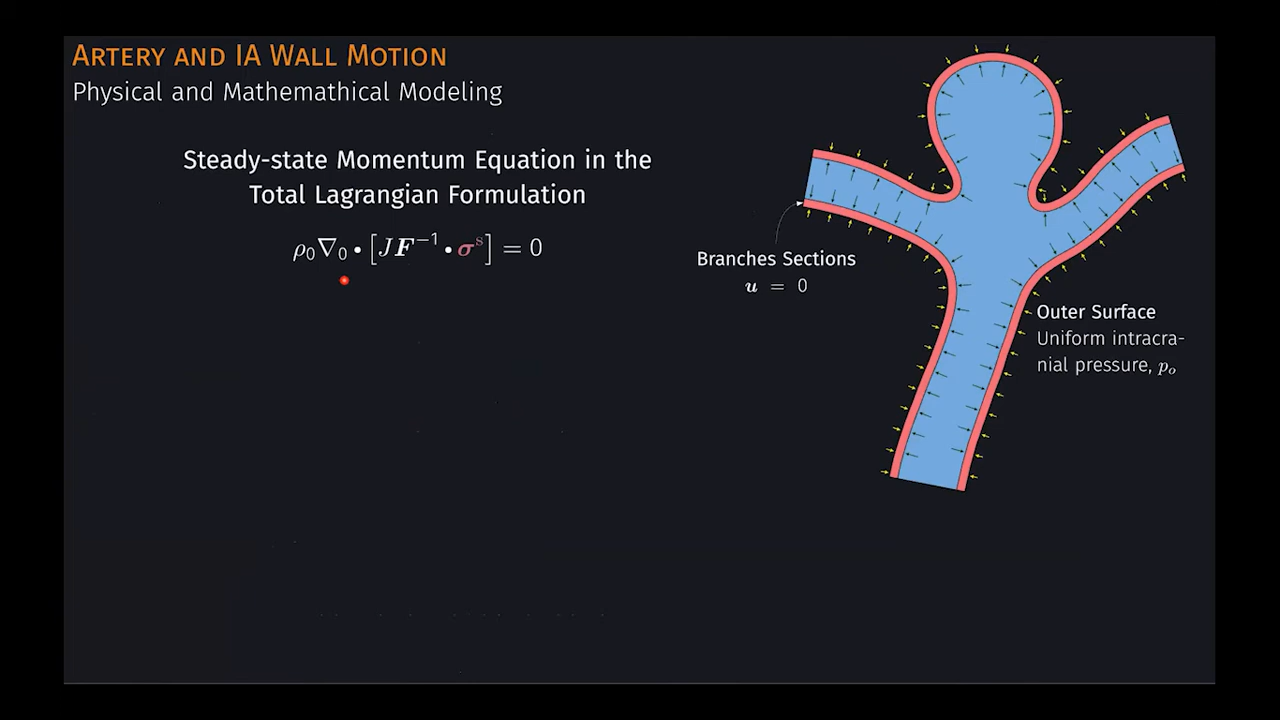 ARTERY AND IA WALL MOTION
Physical and Mathemathical Modeling
Steady-state Momentum Equation in the
Total Lagrangian Formulation
ρ₀∇₀ • [JF⁻¹ • σˢ] = 0
Branches Sections
u = 0
Outer Surface
Uniform intracra-
nial pressure, pₒ